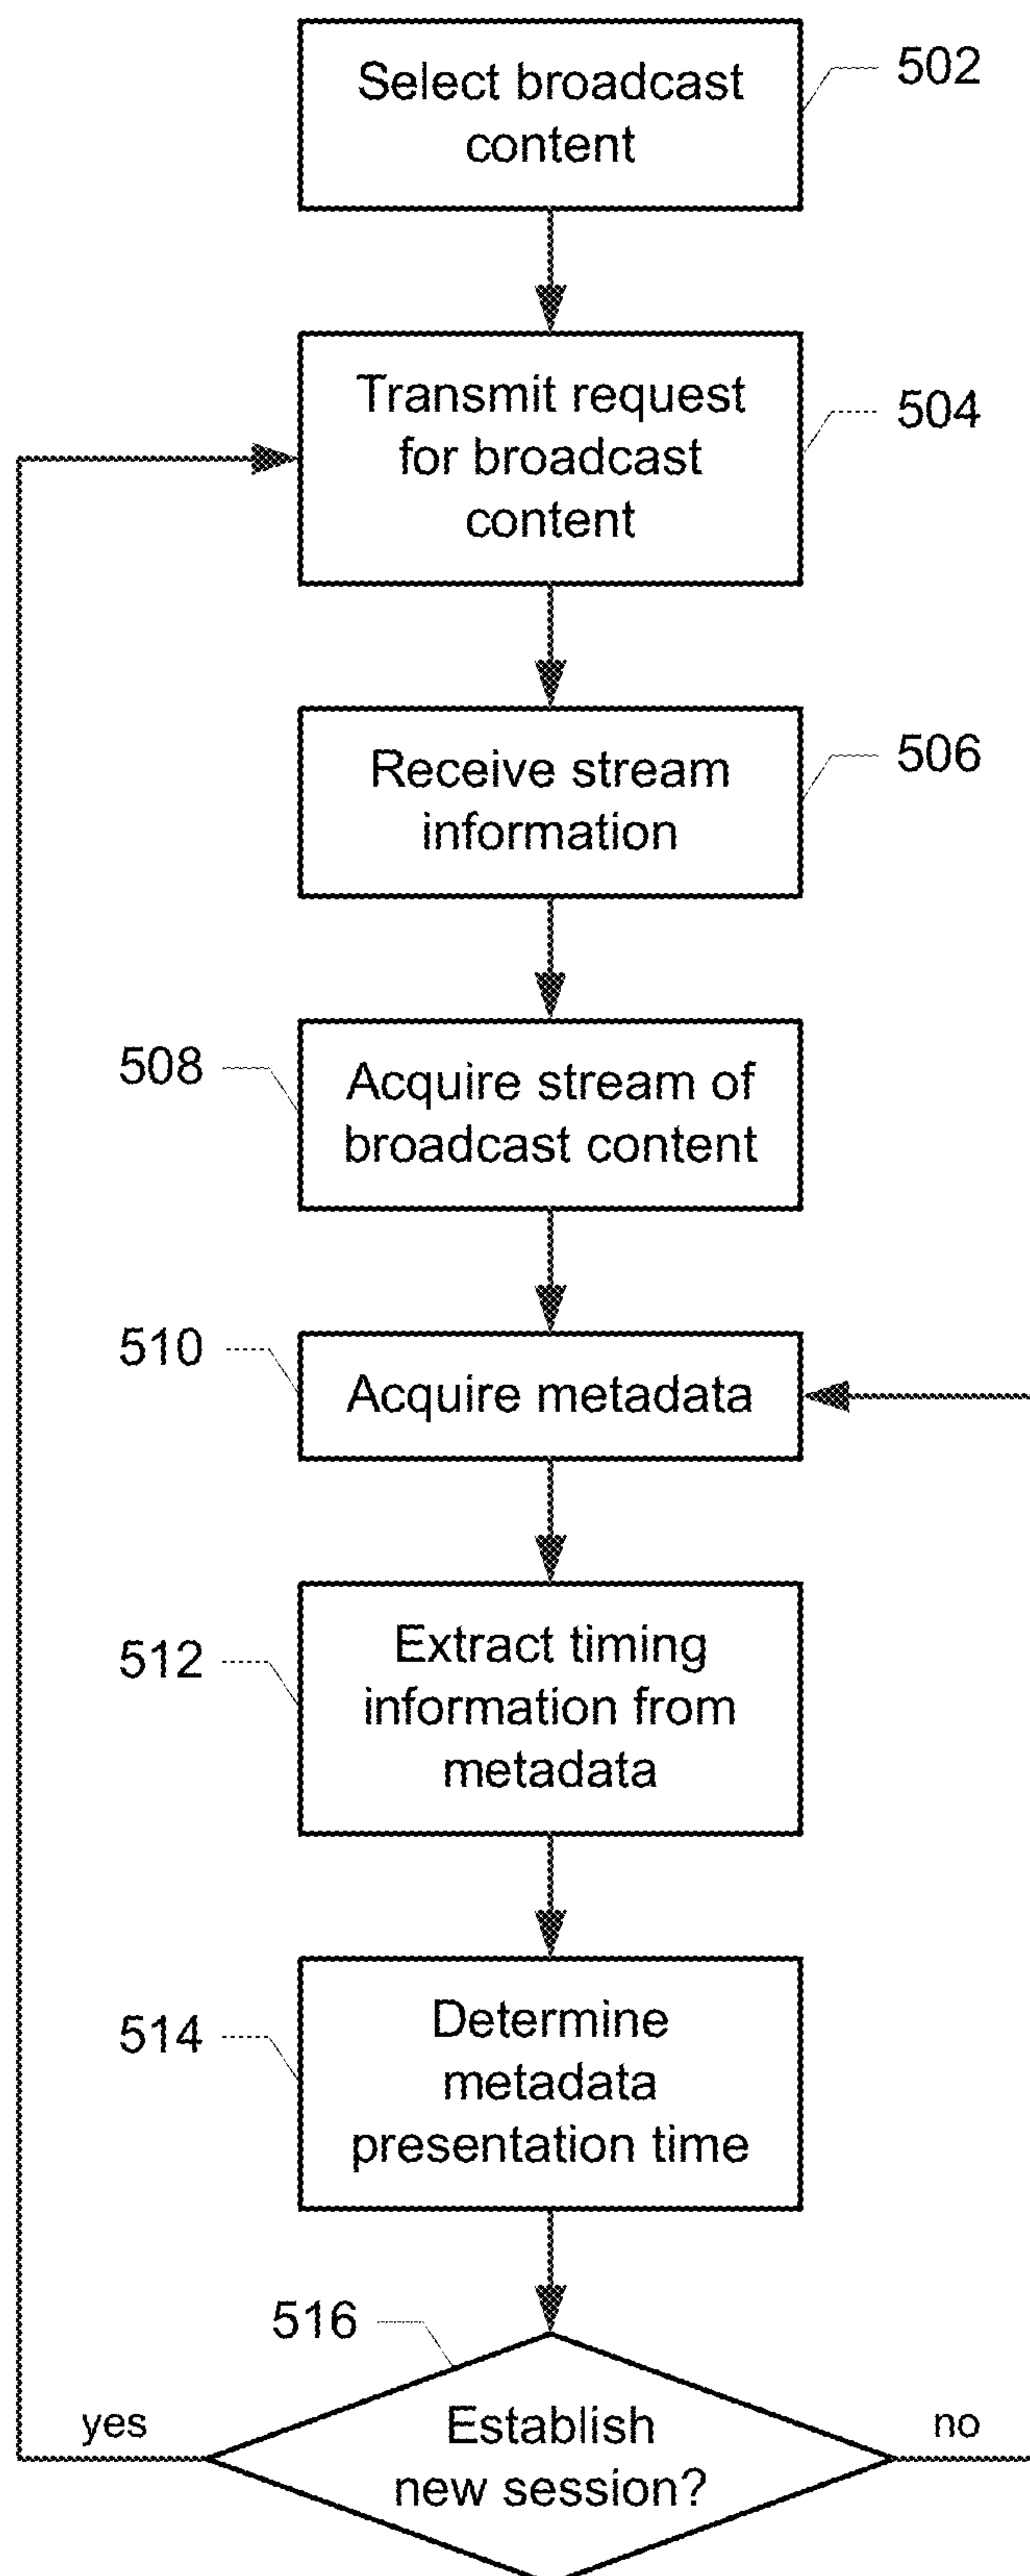 Select broadcast
content
502
Transmit request
for broadcast
content
504
Receive stream
information
506
508
Acquire stream of
broadcast content
510
Acquire metadata
512
Extract timing
information from
metadata
514
Determine
metadata
presentation time
516
yes
Establish
new session?
no